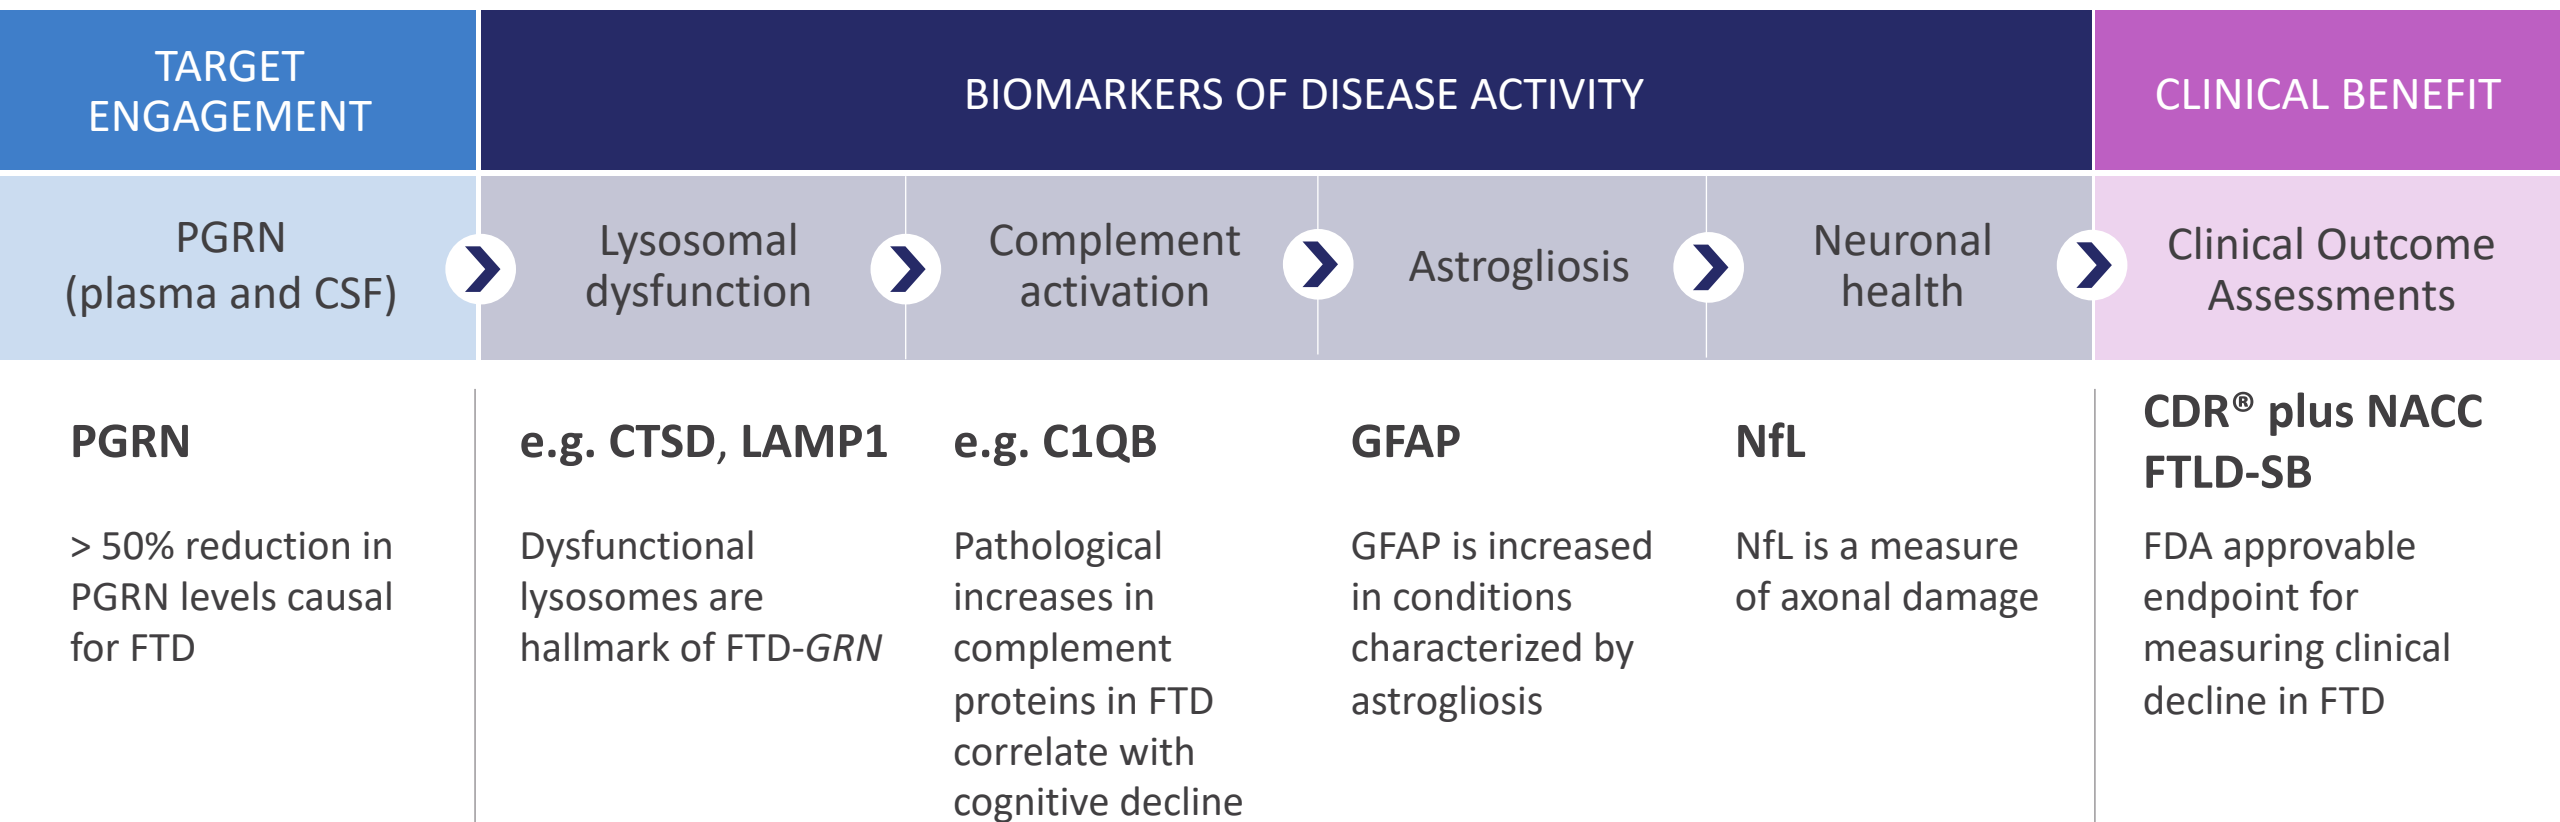 TARGET
ENGAGEMENT
BIOMARKERS OF DISEASE ACTIVITY
CLINICAL BENEFIT
PGRN
(plasma and CSF)
Lysosomal
dysfunction
Complement
activation
Astrogliosis
Neuronal
health
Clinical Outcome
Assessments
PGRN
> 50% reduction in
PGRN levels causal
for FTD
e.g. CTSD, LAMP1
Dysfunctional
lysosomes are
hallmark of FTD-GRN
e.g. C1QB
Pathological
increases in
complement
proteins in FTD
correlate with
cognitive decline
GFAP
GFAP is increased
in conditions
characterized by
astrogliosis
NfL
NfL is a measure
of axonal damage
CDR® plus NACC
FTLD-SB
FDA approvable
endpoint for
measuring clinical
decline in FTD